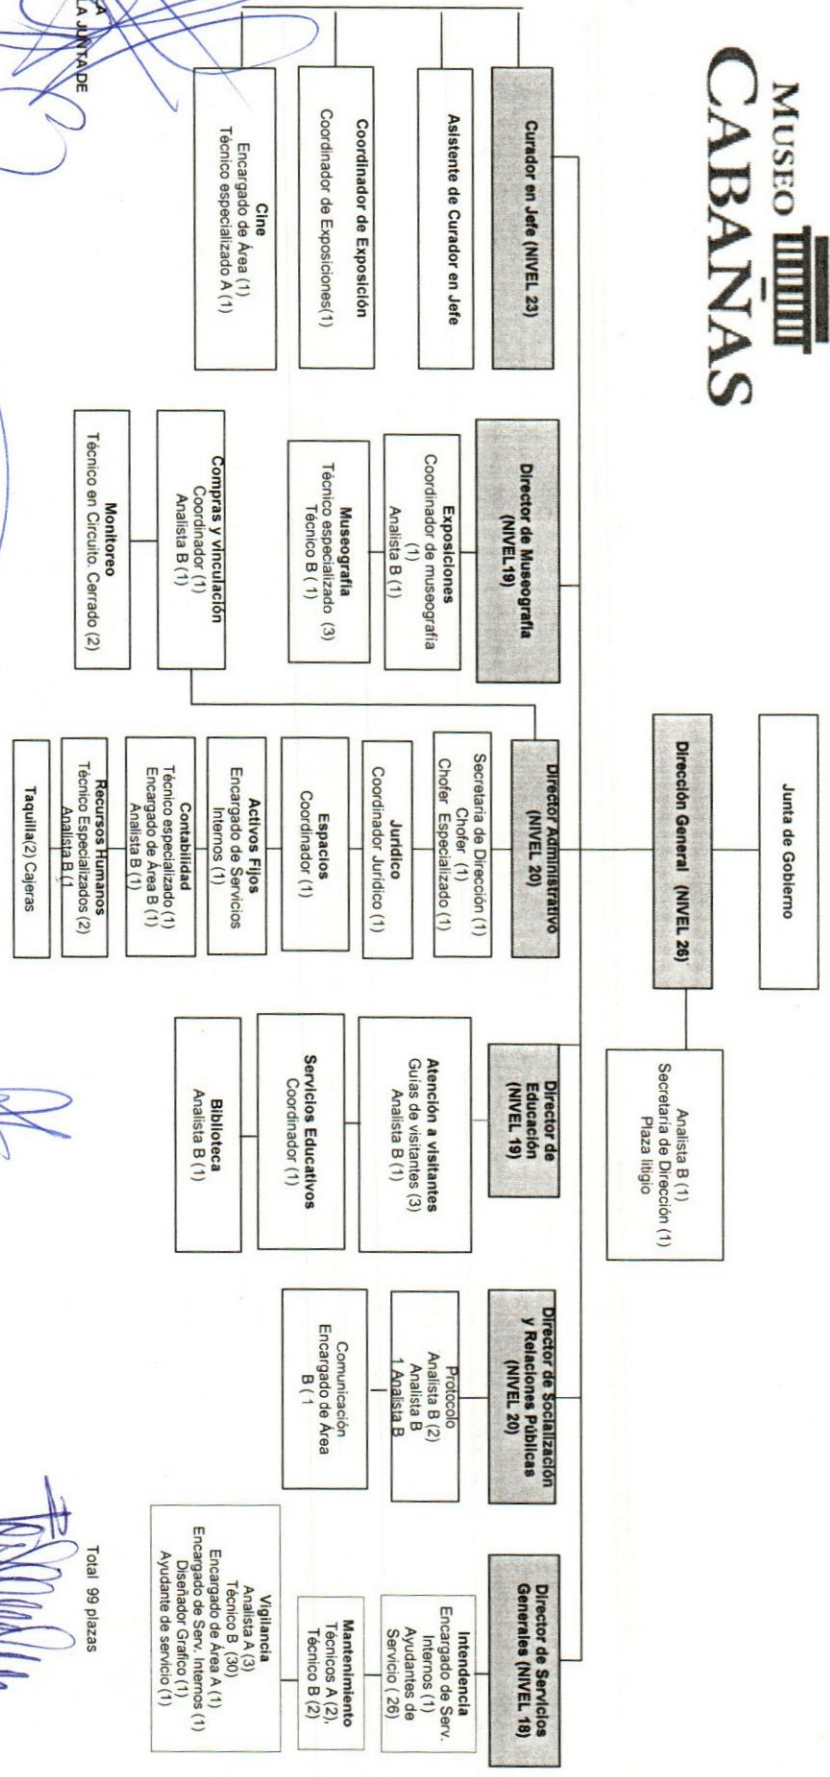 MUSEO
CABAÑAS
Junta de Gobierno
Dirección General (NIVEL 26)
Analista B (1)
Secretaria de Dirección (1)
Plaza litigio
Curador en Jefe (NIVEL 23)
Asistente de Curador en Jefe
Coordinador de Exposición
Coordinador de Exposiciones(1)
Cine
Encargado de Área (1)
Técnico especializado A (1)
Director de Museografía
(NIVEL19)
Exposiciones
Coordinador de museografía
(1)
Analista B (1)
Museografía
Técnico especializado (3)
Técnico B ( 1)
Compras y vinculación
Coordinador (1)
Analista B (1)
Monitoreo
Técnico en Circuito. Cerrado (2)
Director Administrativo
(NIVEL 20)
Secretaria de Dirección (1)
Chofer (1)
Chofer Especializado (1)
Jurídico
Coordinador Jurídico (1)
Espacios
Coordinador (1)
Activos Fijos
Encargado de Servicios
Internos (1)
Contabilidad
Técnico especializado (1)
Encargado de Área B (1)
Analista B (1)
Recursos Humanos
Técnico Especializados (2)
Analista B (1
Taquilla(2) Cajeras
Director de
Educación
(NIVEL 19)
Atención a visitantes
Guías de visitantes (3)
Analista B (1)
Servicios Educativos
Coordinador (1)
Biblioteca
Analista B (1)
Director de Socialización
y Relaciones Públicas
(NIVEL 20)
Protocolo
Analista B (2)
Analista B
1 Analista B
Comunicación
Encargado de Área
B ( 1
Director de Servicios
Generales (NIVEL 18)
Intendencia
Encargado de Serv.
Internos (1)
Ayudantes de
Servicio ( 26)
Mantenimiento
Técnicos A (2),
Técnico B (2)
Vigilancia
Analista A (3)
Técnico B (30)
Encargado de Área A (1)
Encargado de Serv. Internos (1)
Diseñador Grafico (1)
Ayudante de servicio (1)
Total 99 plazas
LA JUNTA DE